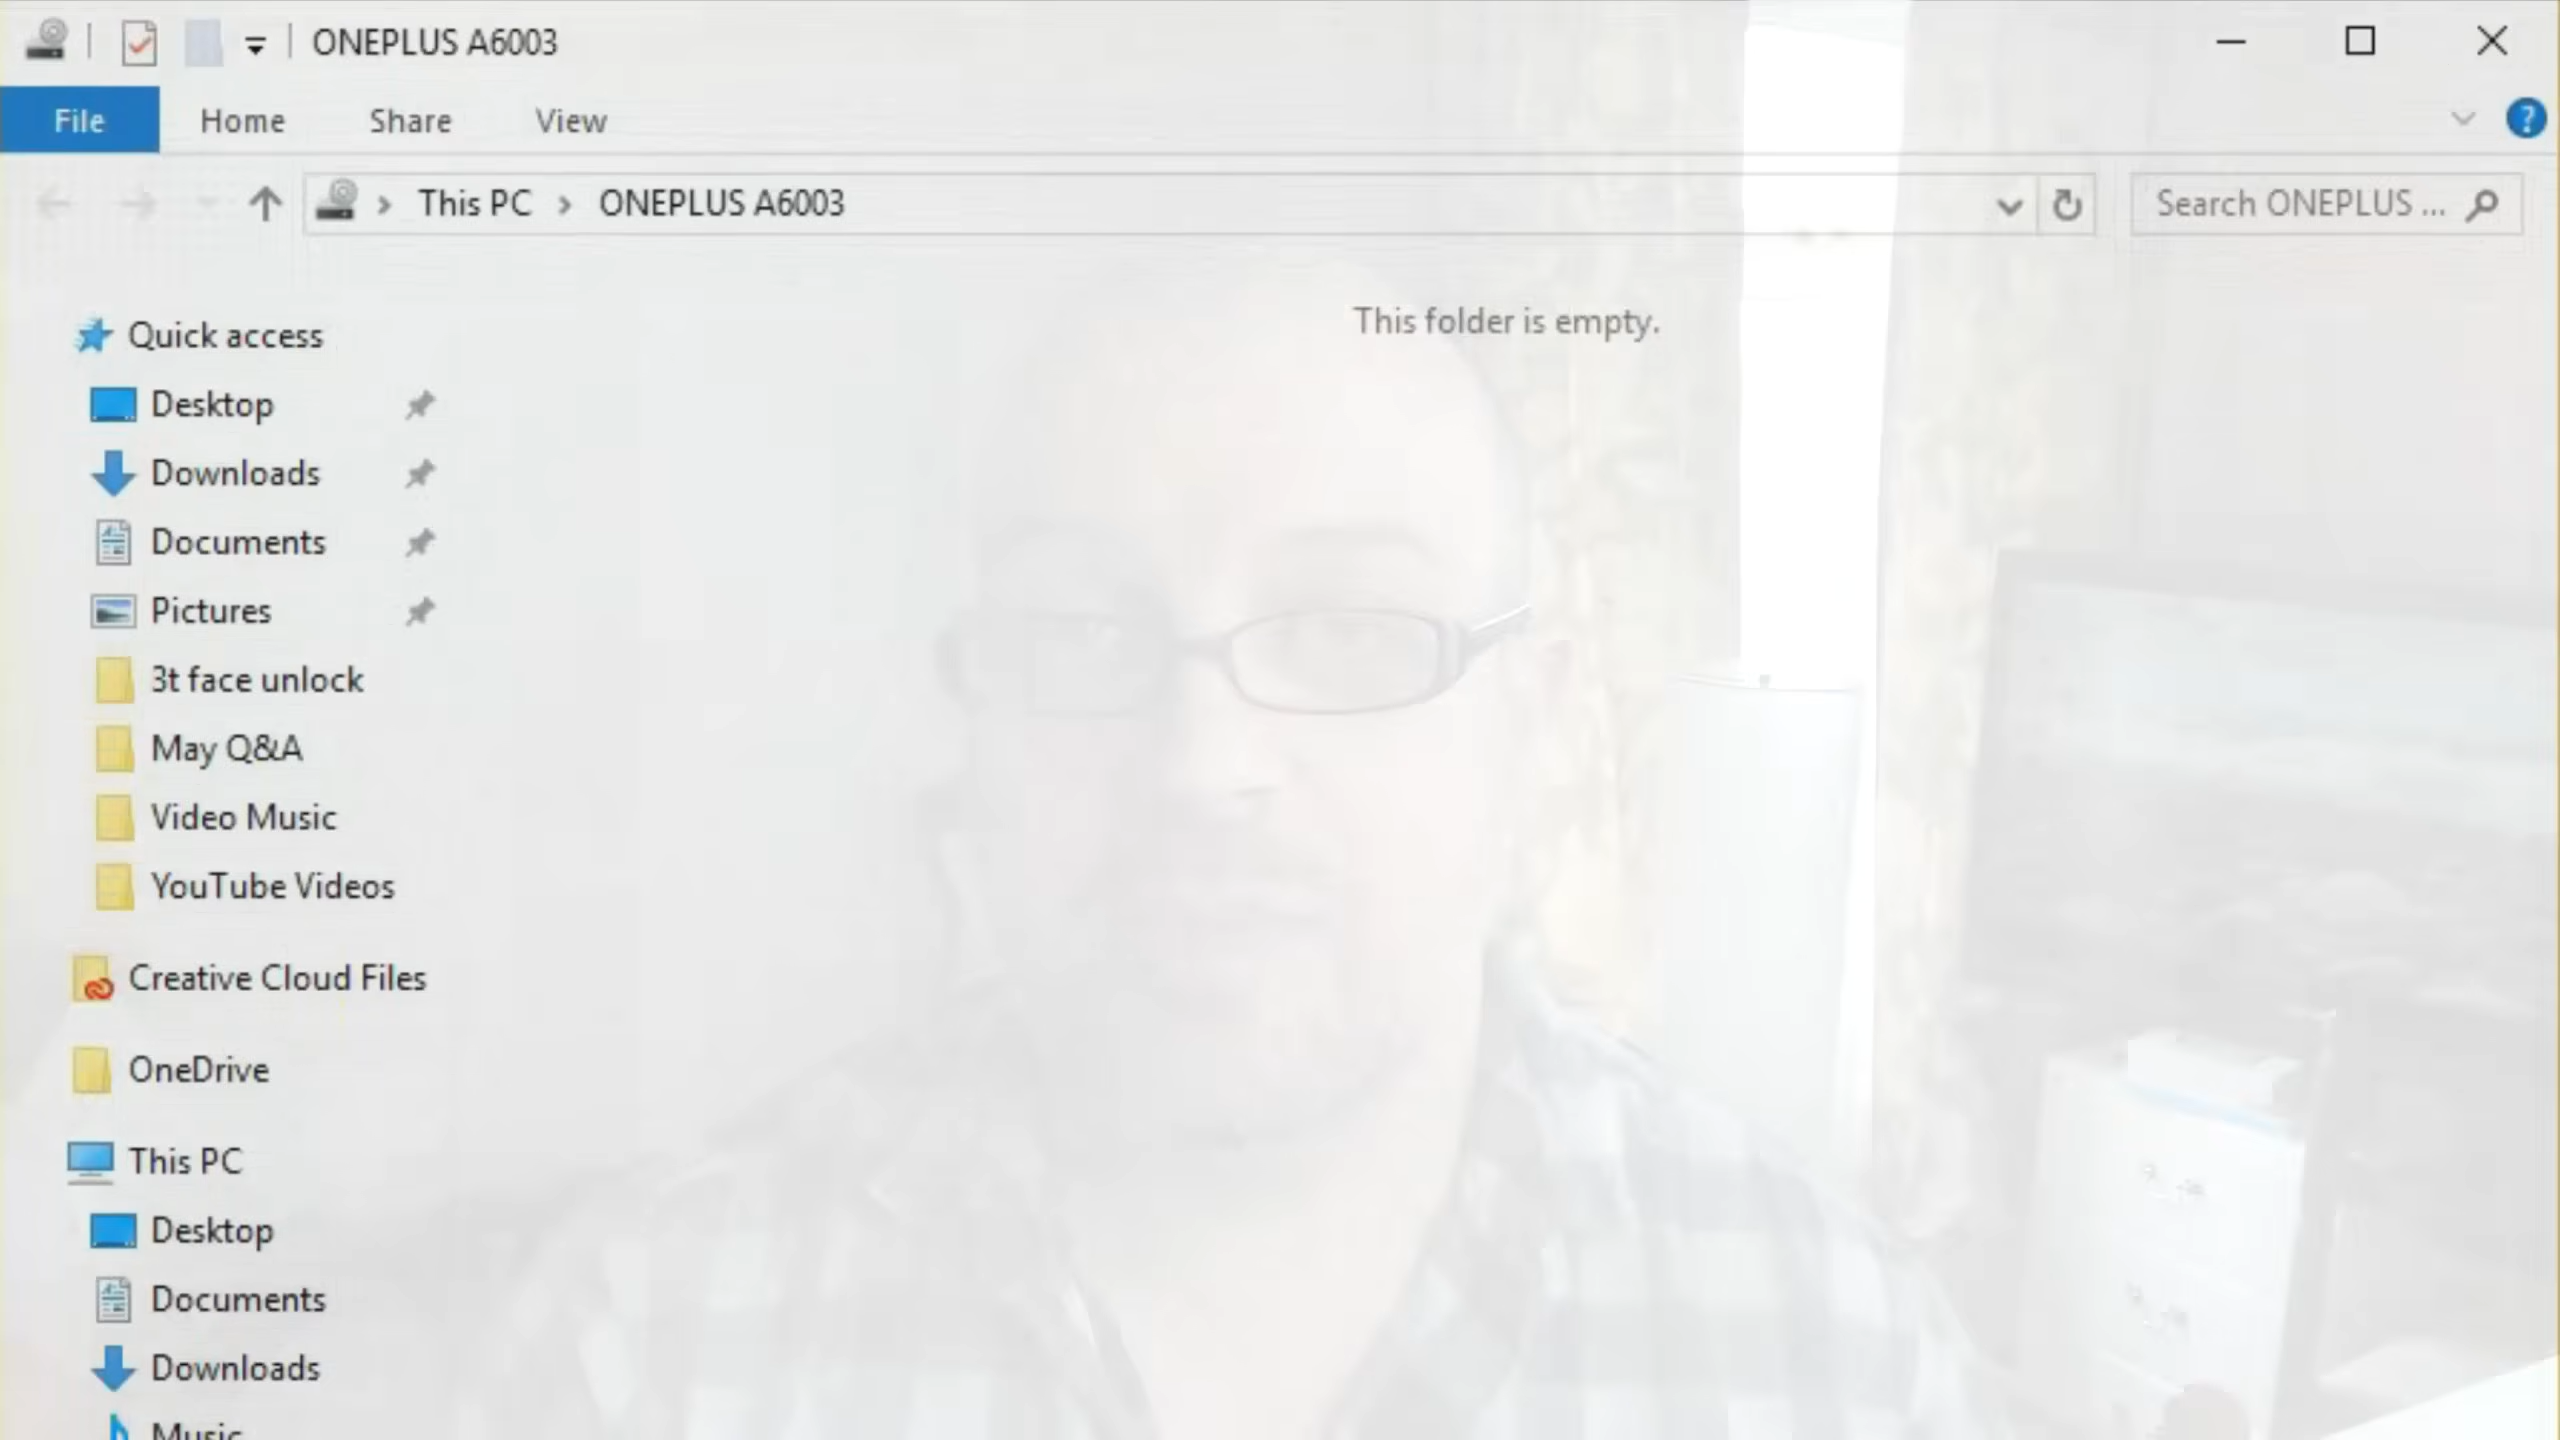 ONEPLUS A6003
File Home Share View
This PC > ONEPLUS A6003
Search ONEPLUS ...
This folder is empty.
Quick access
Desktop
Downloads
Documents
Pictures
3t face unlock
May Q&A
Video Music
YouTube Videos
Creative Cloud Files
OneDrive
This PC
Desktop
Documents
Downloads
Music